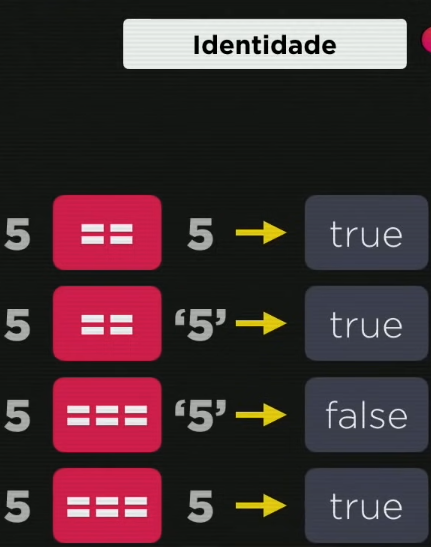 Identidade
5 == 5 → true
5 == ‘5’ → true
5 === ‘5’ → false
5 === 5 → true